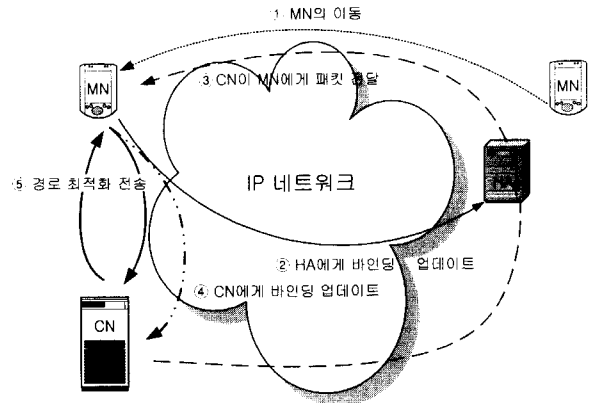 ① MN의 이동
MN
③ CN이 MN에게 패킷 전달
MN
⑤ 경로 최적화 전송
IP 네트워크
② HA에게 바인딩 업데이트
④ CN에게 바인딩 업데이트
CN